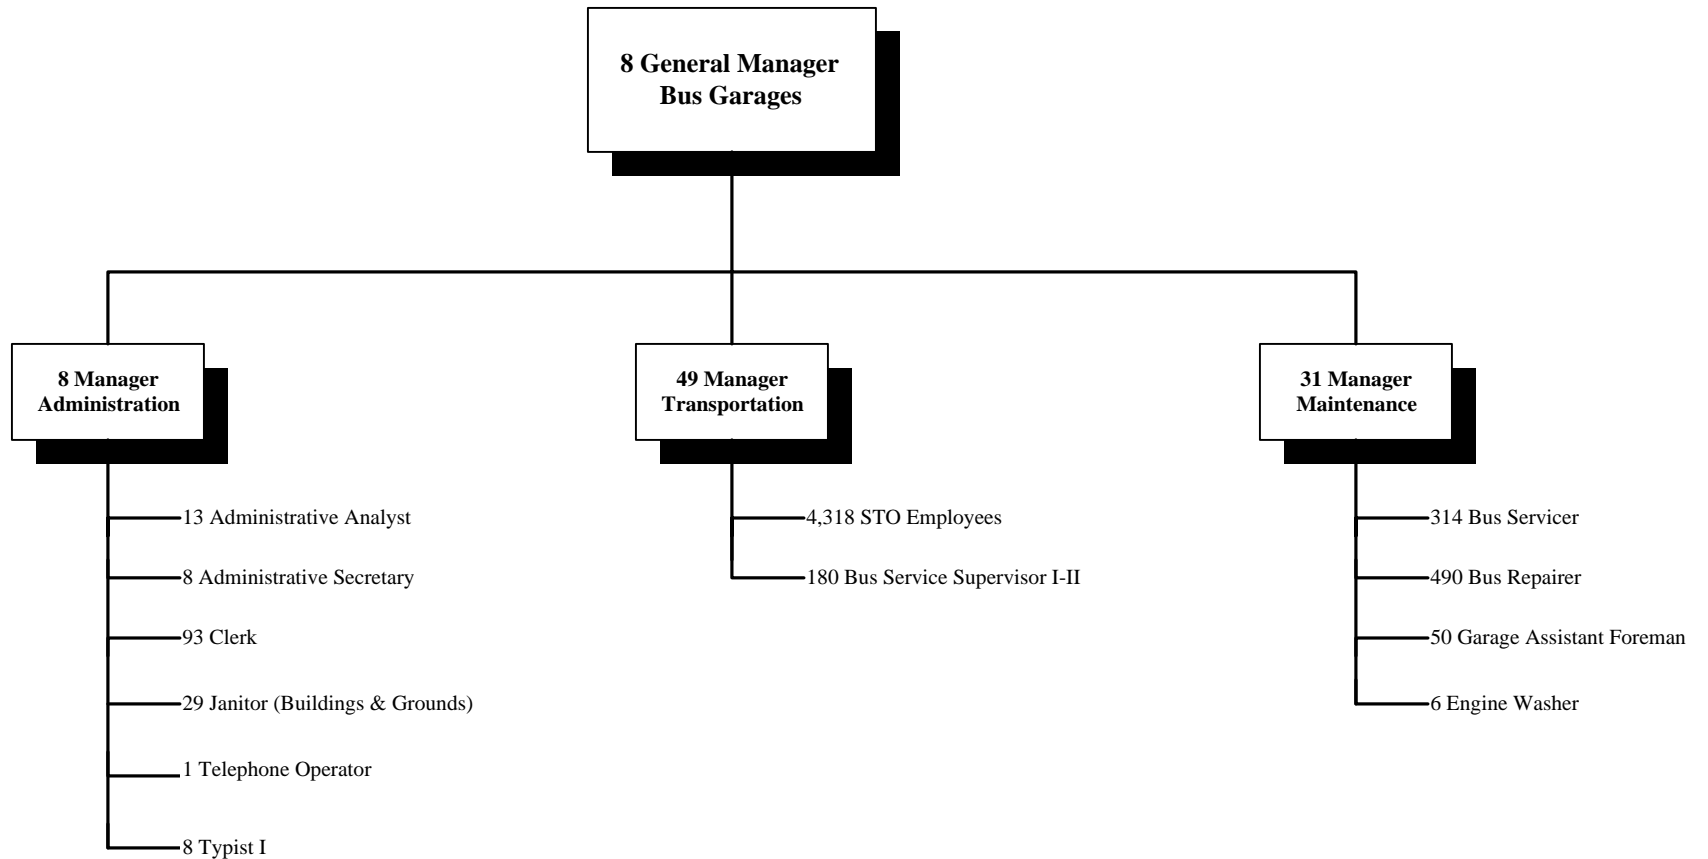 8 General Manager
Bus Garages
8 Manager
Administration
49 Manager
Transportation
31 Manager
Maintenance
13 Administrative Analyst
8 Administrative Secretary
93 Clerk
29 Janitor (Buildings & Grounds)
1 Telephone Operator
8 Typist I
4,318 STO Employees
180 Bus Service Supervisor I-II
314 Bus Servicer
490 Bus Repairer
50 Garage Assistant Foreman
6 Engine Washer